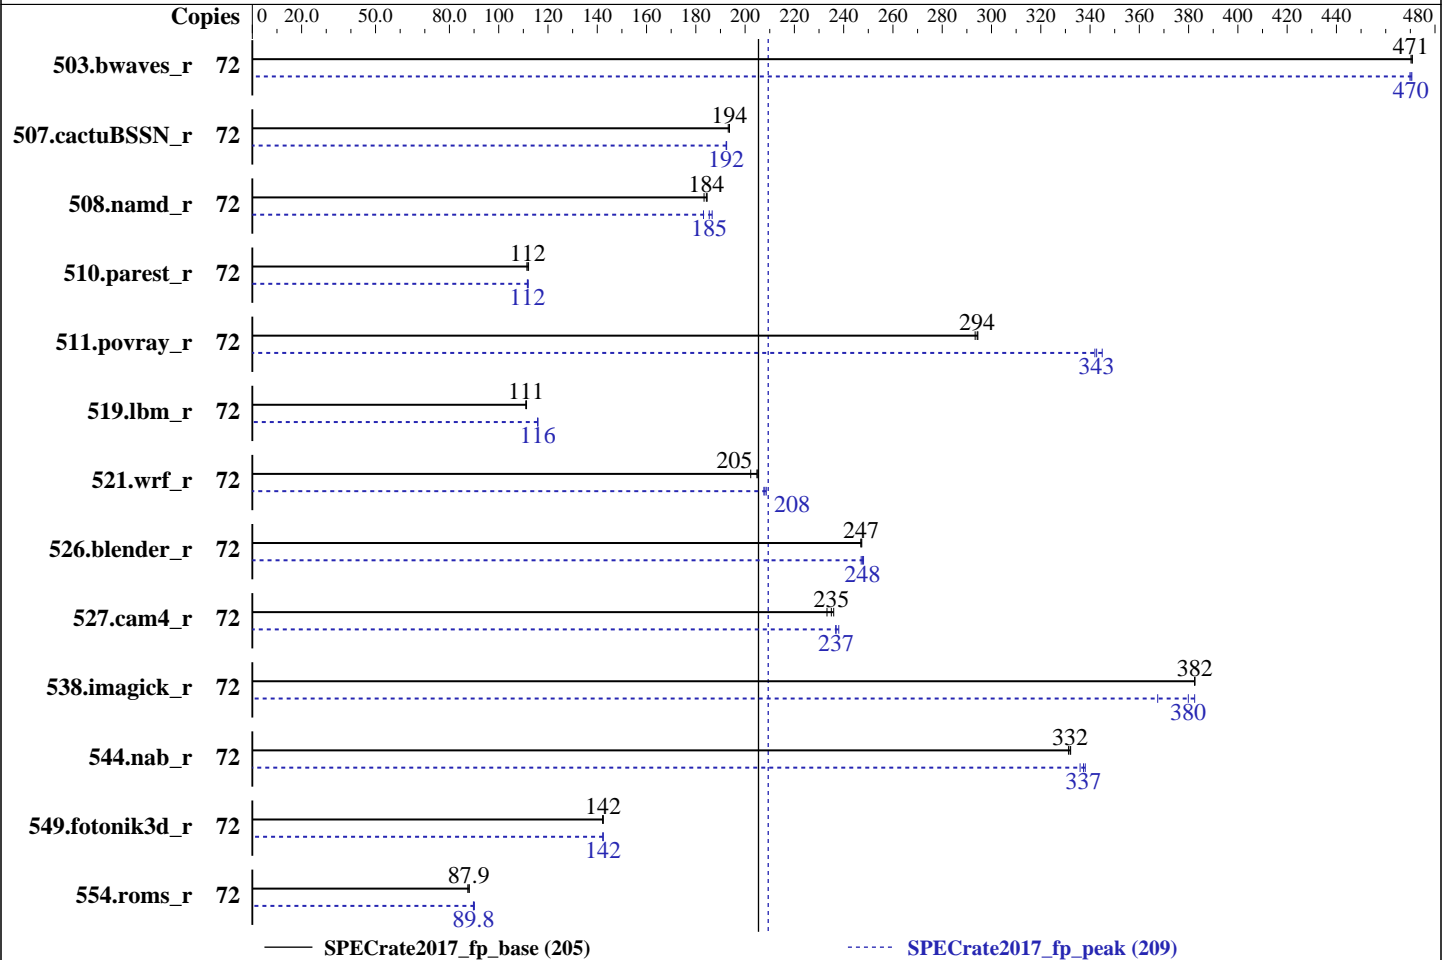 Copies 0 20.0 50.0 80.0 100 120 140 160 180 200 220 240 260 280 300 320 340 360 380 400 420 440 480
471
503.bwaves_r 72
470
194
507.cactuBSSN_r 72
192
184
508.namd_r 72
185
112
510.parest_r 72
112
294
511.povray_r 72
343
111
519.lbm_r 72
116
205
521.wrf_r 72
208
247
526.blender_r 72
248
235
527.cam4_r 72
237
382
538.imagick_r 72
380
332
544.nab_r 72
337
142
549.fotonik3d_r 72
142
87.9
554.roms_r 72
89.8
SPECrate2017_fp_base (205) SPECrate2017_fp_peak (209)